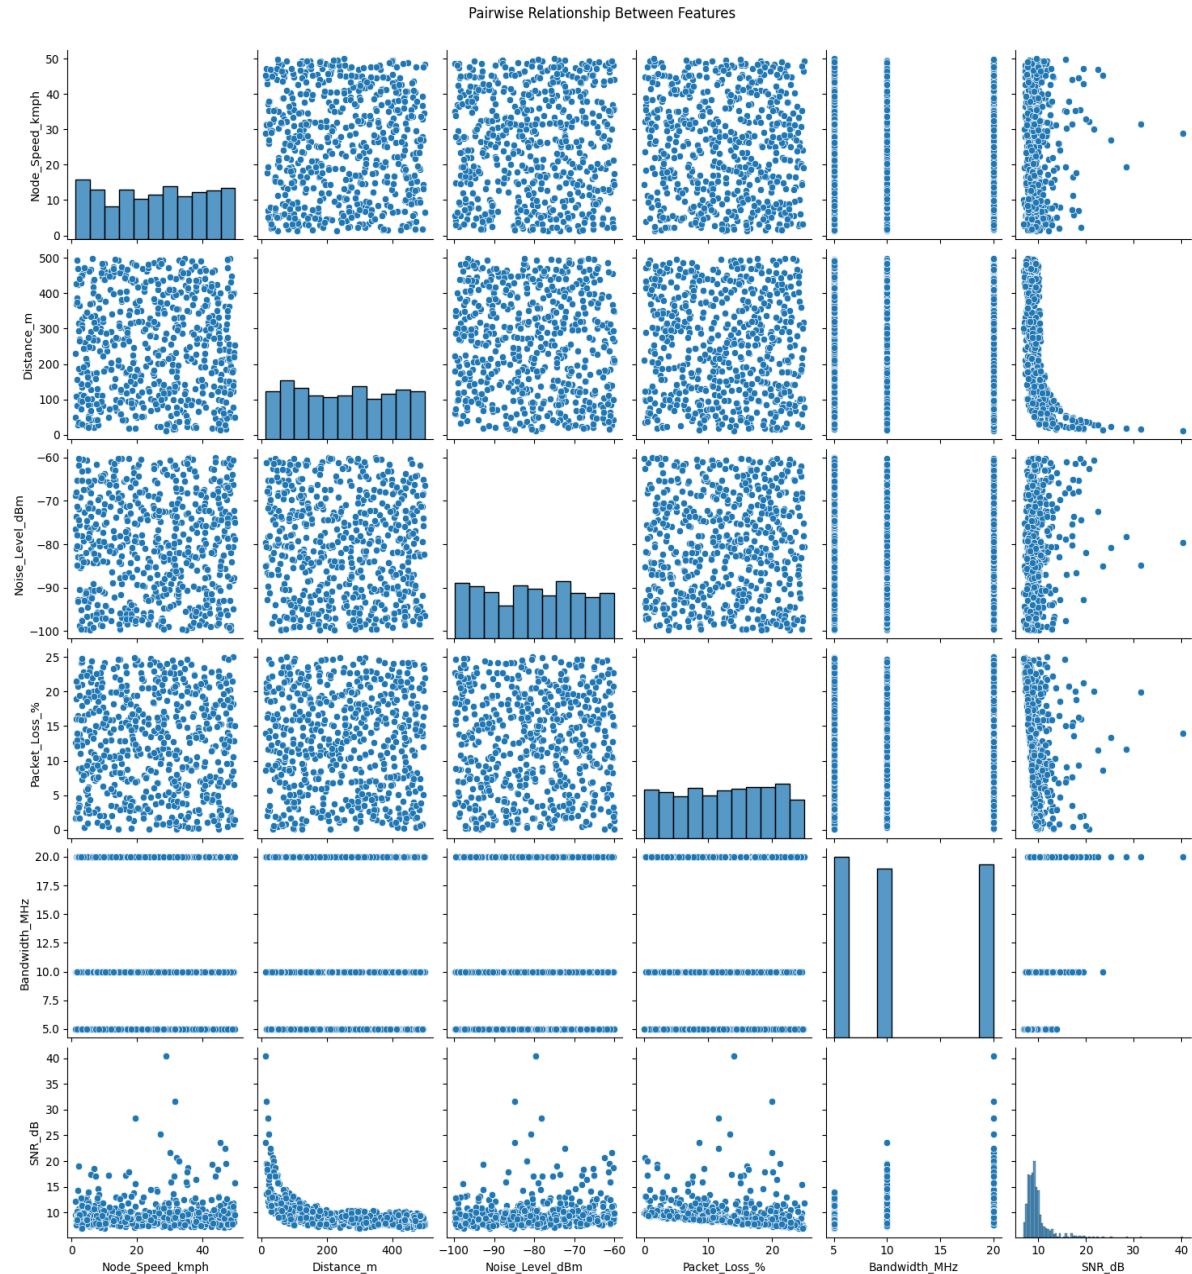 Pairwise Relationship Between Features
50
40
30
20
10
0
Node_Speed_kmph
500
400
300
200
100
0
Distance_m
−60
−70
−80
−90
−100
Noise_Level_dBm
25
20
15
10
5
0
Packet_Loss_%
20.0
17.5
15.0
12.5
10.0
7.5
5.0
Bandwidth_MHz
40
35
30
25
20
15
10
SNR_dB
0 20 40
Node_Speed_kmph
0 200 400
Distance_m
−100 −90 −80 −70 −60
Noise_Level_dBm
0 10 20
Packet_Loss_%
5 10 15 20
Bandwidth_MHz
10 20 30 40
SNR_dB